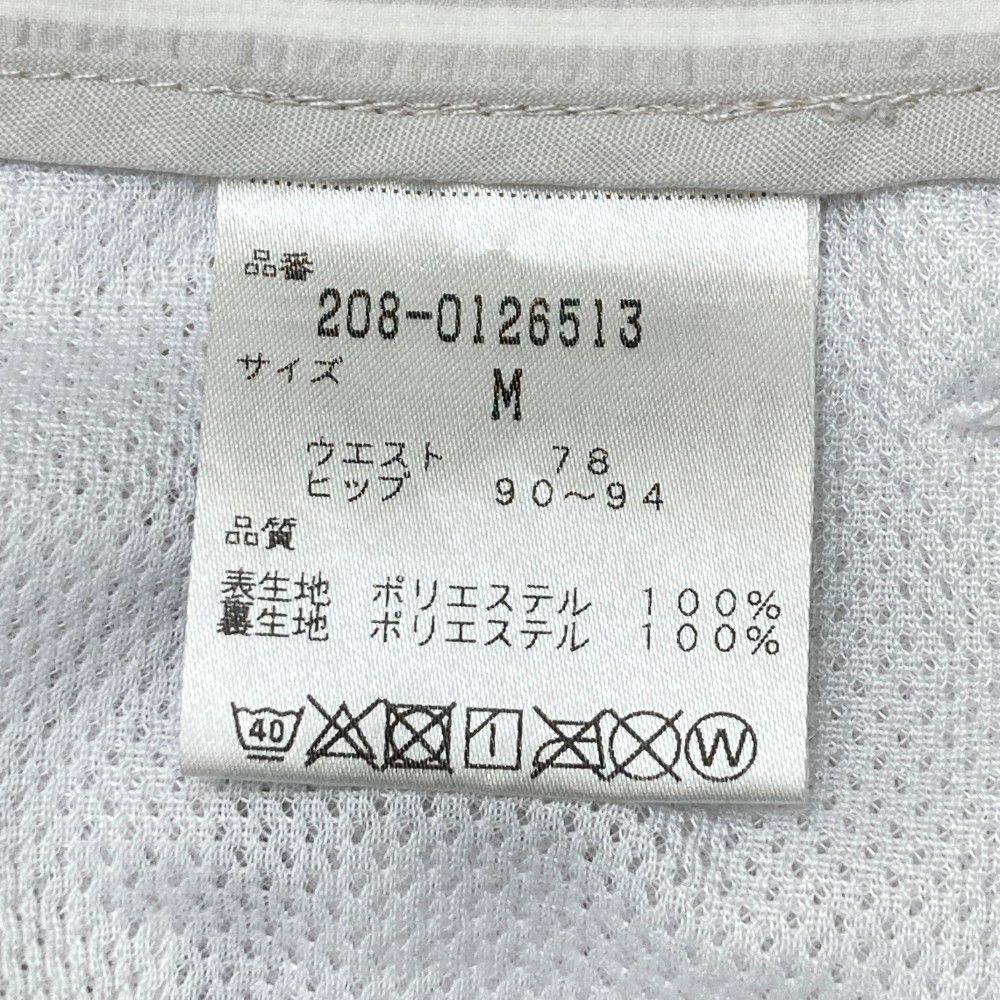 品番
208-0126513
サイズ
M
ウエスト 78
ヒップ 90～94
品質
表生地 ポリエステル 100%
裏生地 ポリエステル 100%
40 W